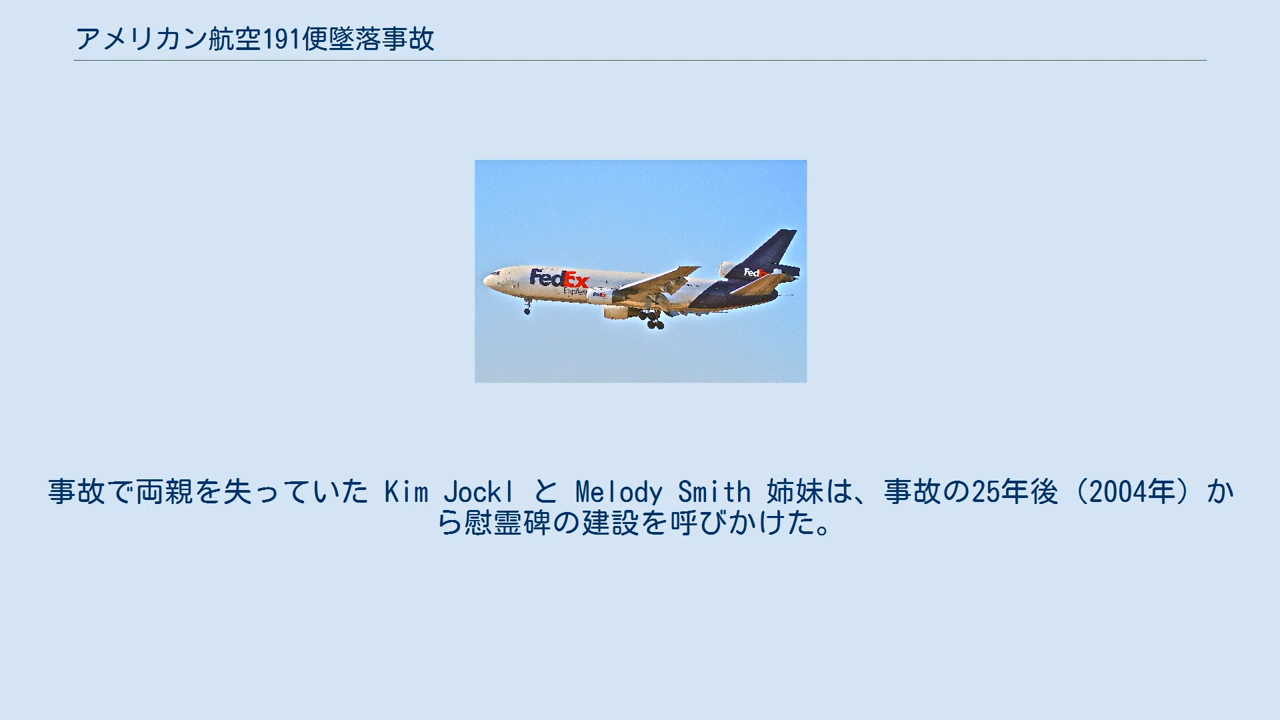 アメリカン航空191便墜落事故
FedEx
Express
FedEx
FedEx
事故で両親を失っていた Kim Jockl と Melody Smith 姉妹は、事故の25年後（2004年）か
ら慰霊碑の建設を呼びかけた。